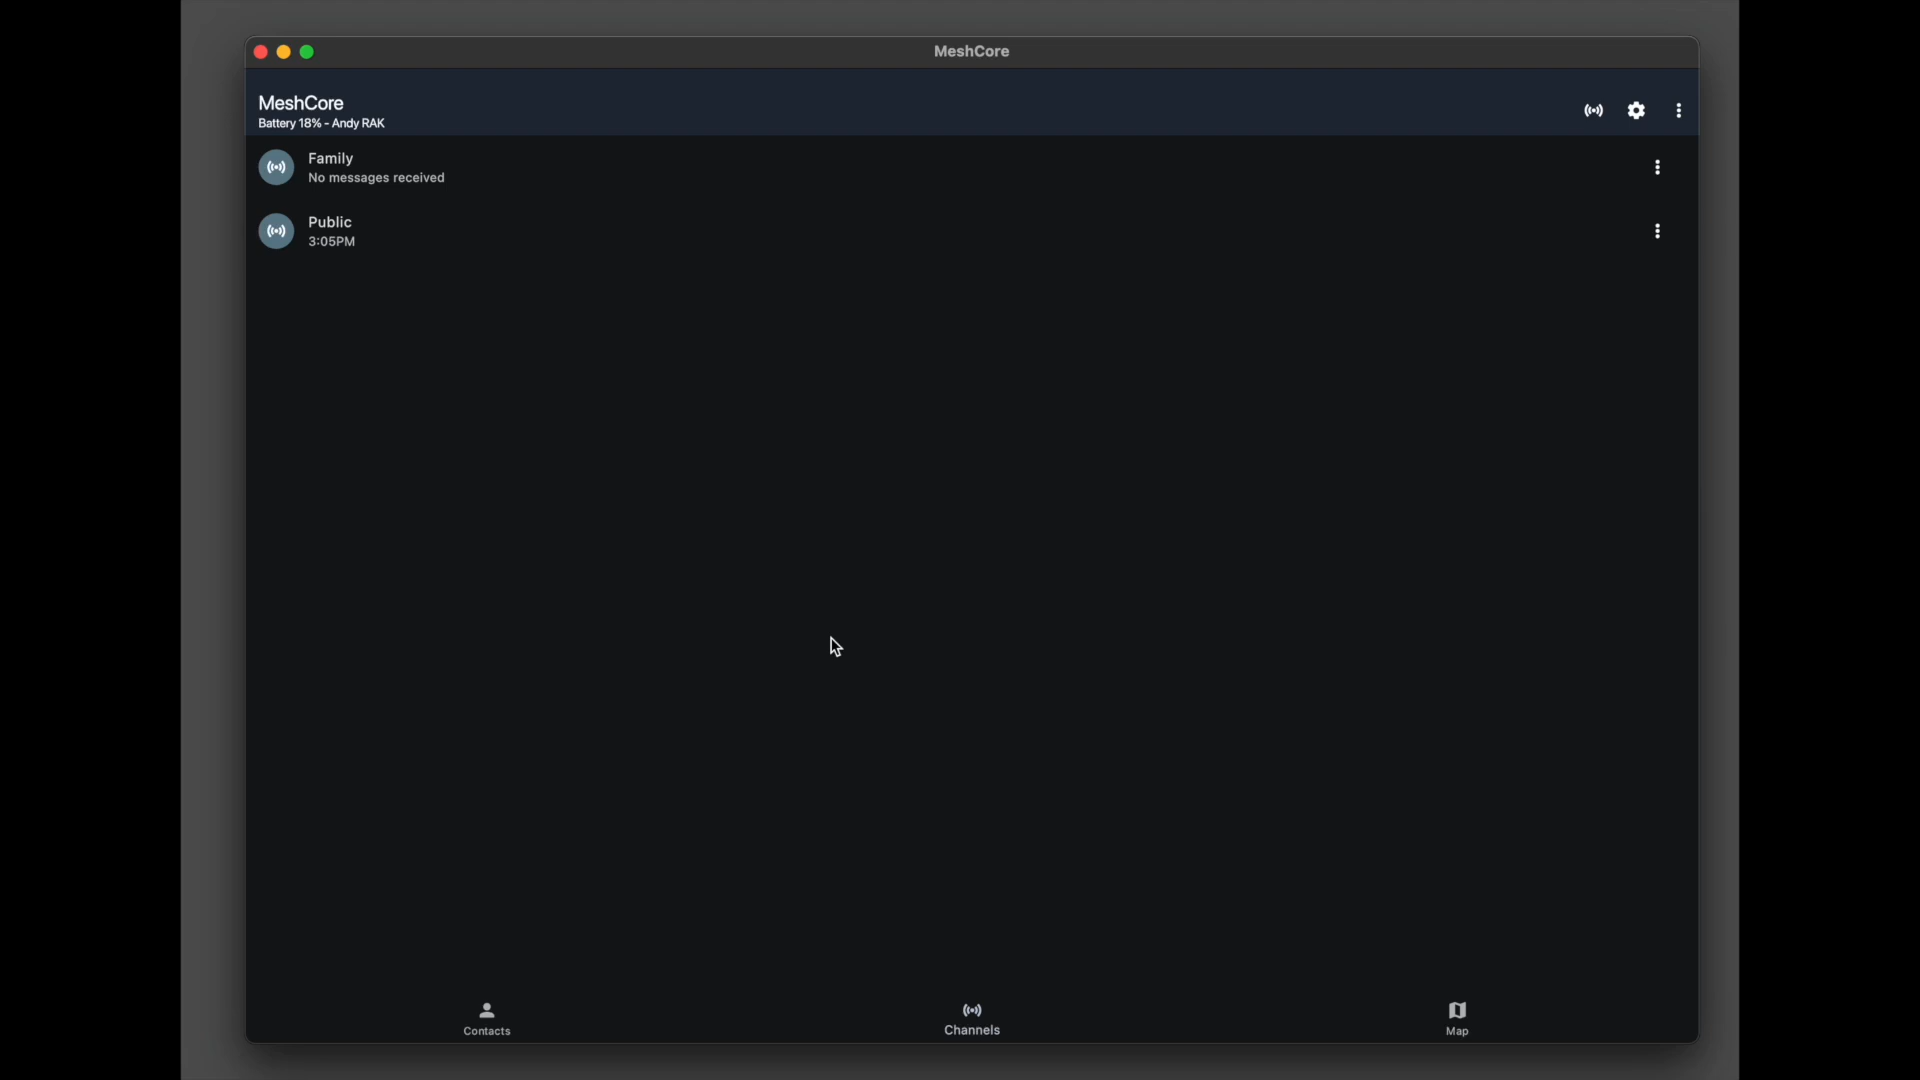 MeshCore
MeshCore
Battery 18% - Andy RAK
Family
No messages received
Public
3:05PM
Contacts
Channels
Map